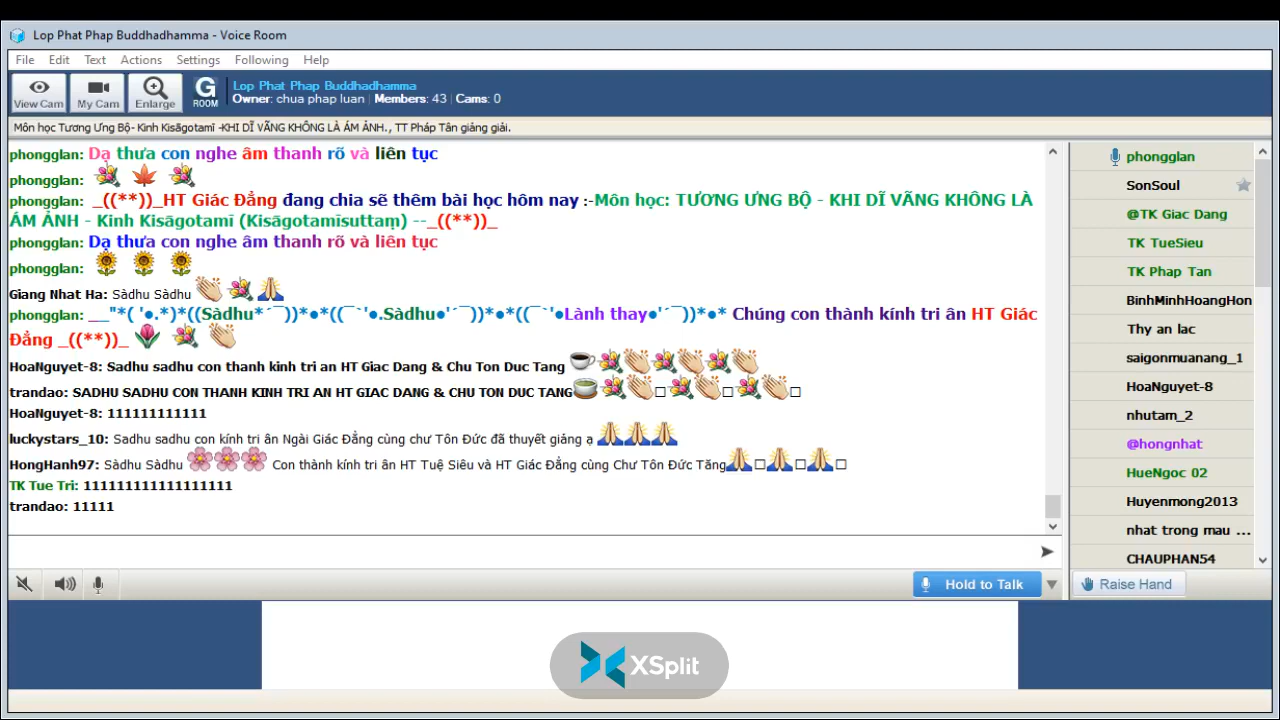 Lop Phat Phap Buddhadhamma - Voice Room
File Edit Text Actions Settings Following Help
View Cam My Cam Enlarge G ROOM
Lop Phat Phap Buddhadhamma
Owner: chua phap luan | Members: 43 | Cams: 0
Môn học Tương Ưng Bộ- Kinh Kisāgotamī -KHI DĨ VÃNG KHÔNG LÀ ÁM ẢNH., TT Pháp Tân giảng giải.
phongglan: Dạ thưa con nghe âm thanh rõ và liên tục
phongglan:
phongglan: _((**))_HT Giác Đẳng đang chia sẽ thêm bài học hôm nay :-Môn học: TƯƠNG ƯNG BỘ - KHI DĨ VÃNG KHÔNG LÀ
ÁM ẢNH - Kinh Kisāgotamī (Kisāgotamīsuttaṃ) --_((**))_
phongglan: Dạ thưa con nghe âm thanh rõ và liên tục
phongglan:
Giang Nhat Ha: Sàdhu Sàdhu
phongglan: __"*( '●.*)*((Sàdhu*´¯))*●*((¯`'●.Sàdhu●'´¯))*●*((¯`'●Lành thay●'´¯))*●* Chúng con thành kính tri ân HT Giác
Đẳng _((**))_
HoaNguyet-8: Sadhu sadhu con thanh kinh tri an HT Giac Dang & Chu Ton Duc Tang
trandao: SADHU SADHU CON THANH KINH TRI AN HT GIAC DANG & CHU TON DUC TANG
HoaNguyet-8: 111111111111
luckystars_10: Sadhu sadhu con kính tri ân Ngài Giác Đẳng cùng chư Tôn Đức đã thuyết giảng ạ
HongHanh97: Sàdhu Sàdhu Con thành kính tri ân HT Tuệ Siêu và HT Giác Đẳng cùng Chư Tôn Đức Tăng
TK Tue Tri: 111111111111111111
trandao: 11111
phongglan
SonSoul
@TK Giac Dang
TK TueSieu
TK Phap Tan
BinhMinhHoangHon
Thy an lac
saigonmuanang_1
HoaNguyet-8
nhutam_2
@hongnhat
HueNgoc 02
Huyenmong2013
nhat trong mau ...
CHAUPHAN54
Hold to Talk
Raise Hand
XSplit